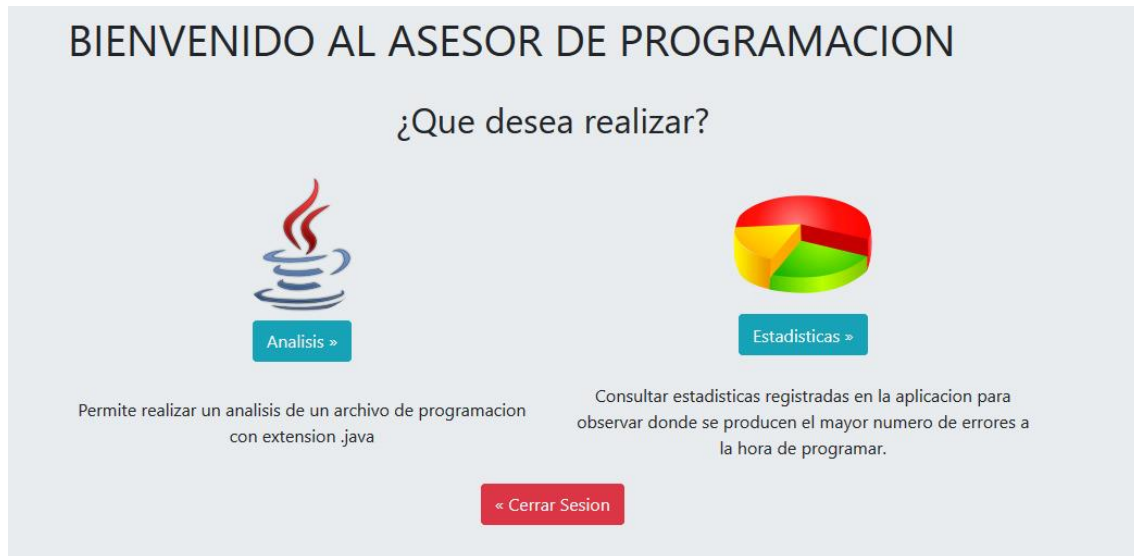 BIENVENIDO AL ASESOR DE PROGRAMACION
¿Que desea realizar?
Analisis »
Permite realizar un analisis de un archivo de programacion
con extension .java
Estadisticas »
Consultar estadisticas registradas en la aplicacion para
observar donde se producen el mayor numero de errores a
la hora de programar.
« Cerrar Sesion